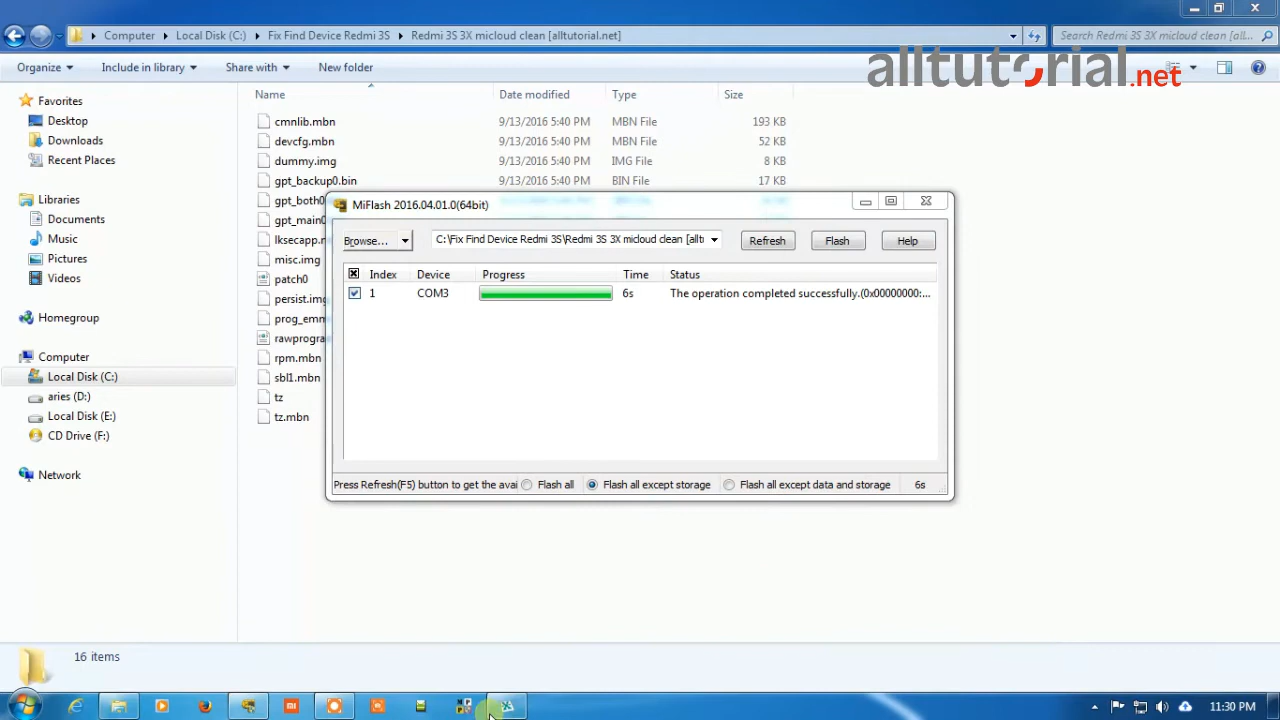 Computer ▸ Local Disk (C:) ▸ Fix Find Device Redmi 3S ▸ Redmi 3S 3X micloud clean [alltutorial.net]
Search Redmi 3S 3X micloud clean [all...
Organize Include in library Share with New folder
alltutorial.net
Favorites
Desktop
Downloads
Recent Places
Libraries
Documents
Music
Pictures
Videos
Homegroup
Computer
Local Disk (C:)
aries (D:)
Local Disk (E:)
CD Drive (F:)
Network
Name Date modified Type Size
cmnlib.mbn 9/13/2016 5:40 PM MBN File 193 KB
devcfg.mbn 9/13/2016 5:40 PM MBN File 52 KB
dummy.img 9/13/2016 5:40 PM IMG File 8 KB
gpt_backup0.bin 9/13/2016 5:40 PM BIN File 17 KB
gpt_both0
gpt_main0
lksecapp.n
misc.img
patch0
persist.img
prog_emm
rawprogram
rpm.mbn
sbl1.mbn
tz
tz.mbn
MiFlash 2016.04.01.0(64bit)
Browse... C:\Fix Find Device Redmi 3S\Redmi 3S 3X micloud clean [allt Refresh Flash Help
Index Device Progress Time Status
1 COM3 6s The operation completed successfully.(0x00000000:...
Press Refresh(F5) button to get the avai Flash all Flash all except storage Flash all except data and storage 6s
16 items
11:30 PM